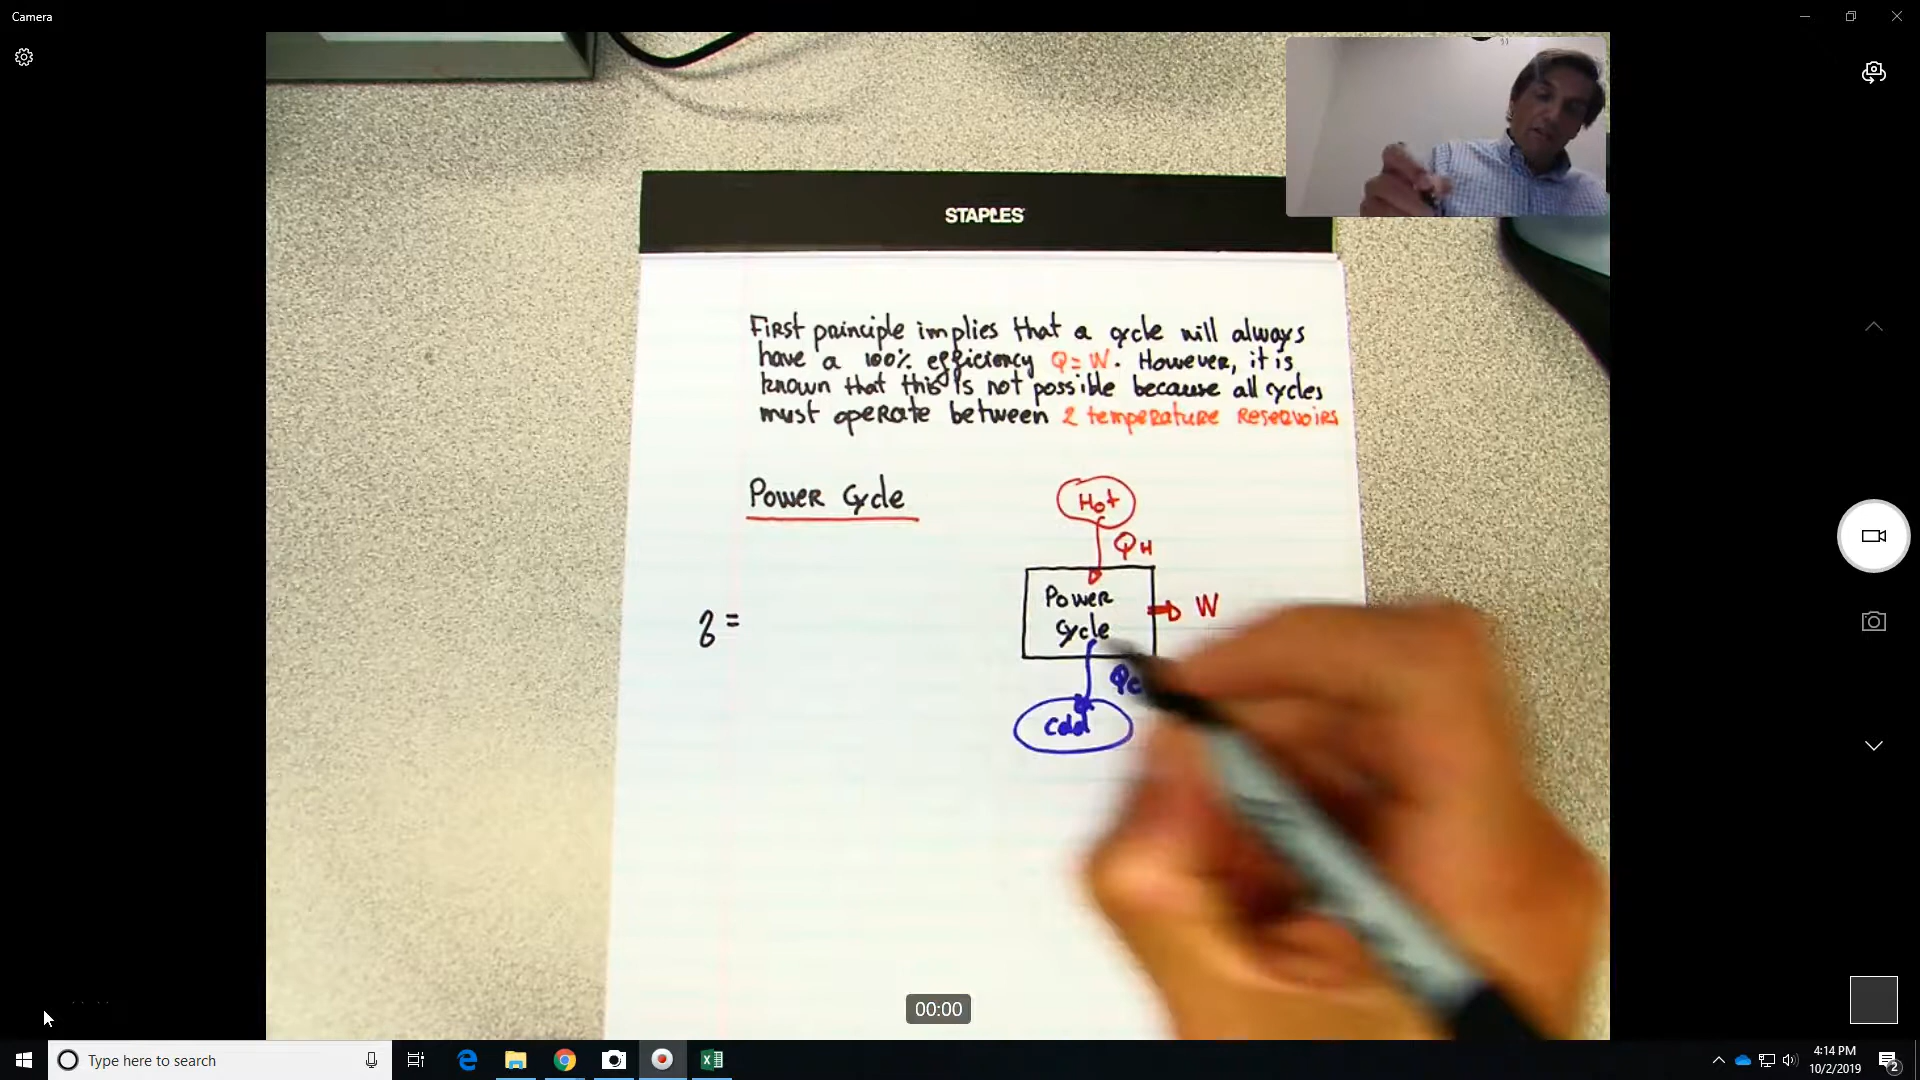 Camera
STAPLES
First principle implies that a cycle will always
have a 100% efficiency Q = W. However, it is
known that this is not possible because all cycles
must operate between 2 temperature reservoirs
Power Cycle
Hot
QH
Power
Cycle
W
=
Qc
Cold
00:00
Type here to search
4:14 PM
10/2/2019
2